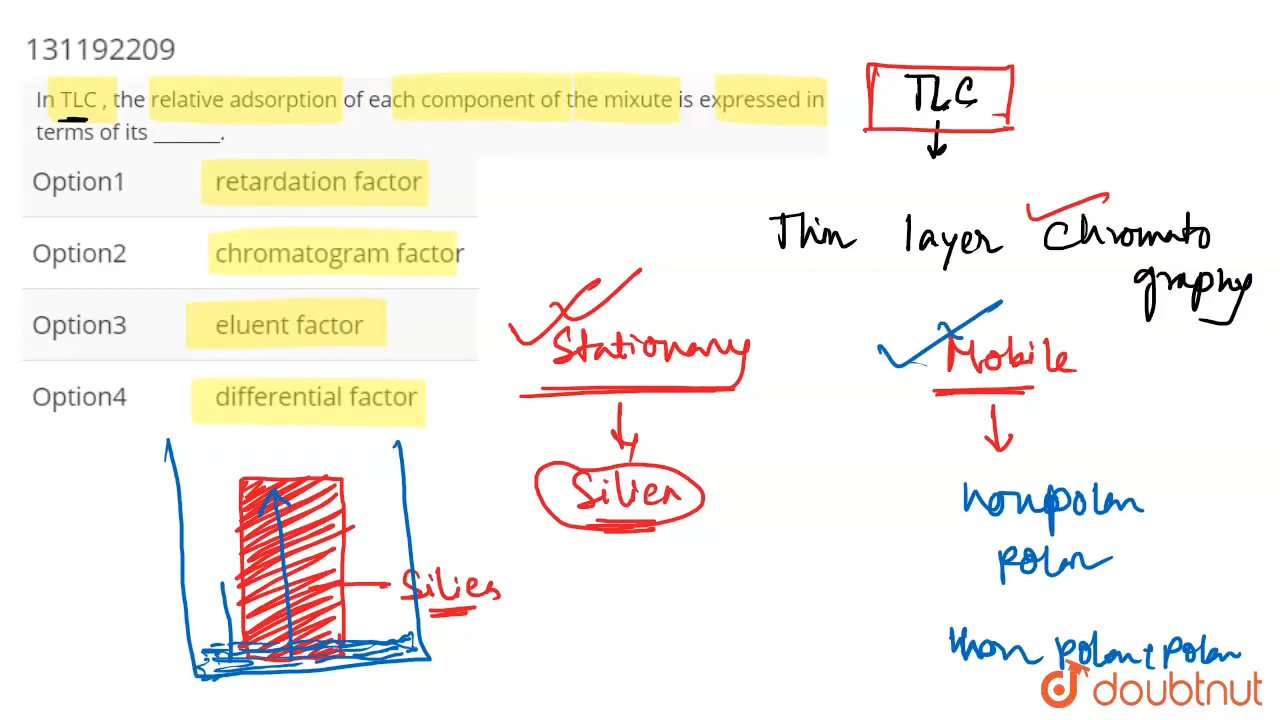 131192209
In TLC , the relative adsorption of each component of the mixute is expressed in
terms of its _______.
Option1 retardation factor
Option2 chromatogram factor
Option3 eluent factor
Option4 differential factor
TLC
Thin layer Chromato
graphy
Stationary
Mobile
Silica
nonpolar
polar
Silica
non polar + polar
doubtnut